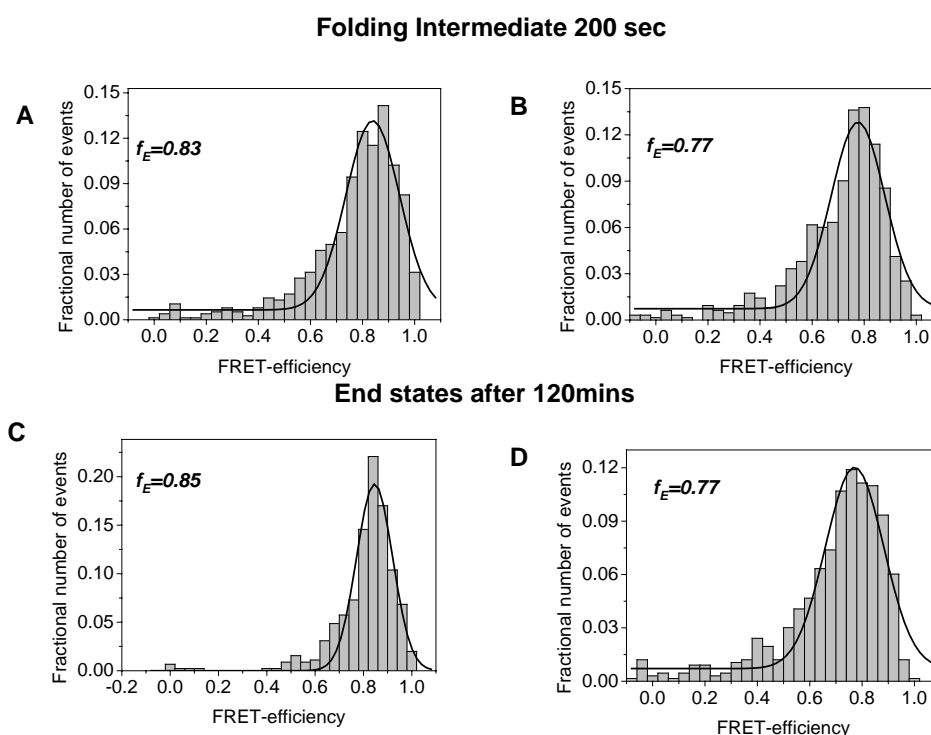 Folding Intermediate 200 sec
A
f_E=0.83
Fractional number of events
0.15
0.12
0.09
0.06
0.03
0.00
0.0 0.2 0.4 0.6 0.8 1.0
FRET-efficiency
B
f_E=0.77
Fractional number of events
0.15
0.12
0.09
0.06
0.03
0.00
0.0 0.2 0.4 0.6 0.8 1.0
FRET-efficiency
End states after 120mins
C
f_E=0.85
Fractional number of events
0.20
0.15
0.10
0.05
0.00
-0.2 0.0 0.2 0.4 0.6 0.8 1.0
FRET-efficiency
D
f_E=0.77
Fractional number of events
0.12
0.09
0.06
0.03
0.00
0.0 0.2 0.4 0.6 0.8 1.0
FRET-efficiency